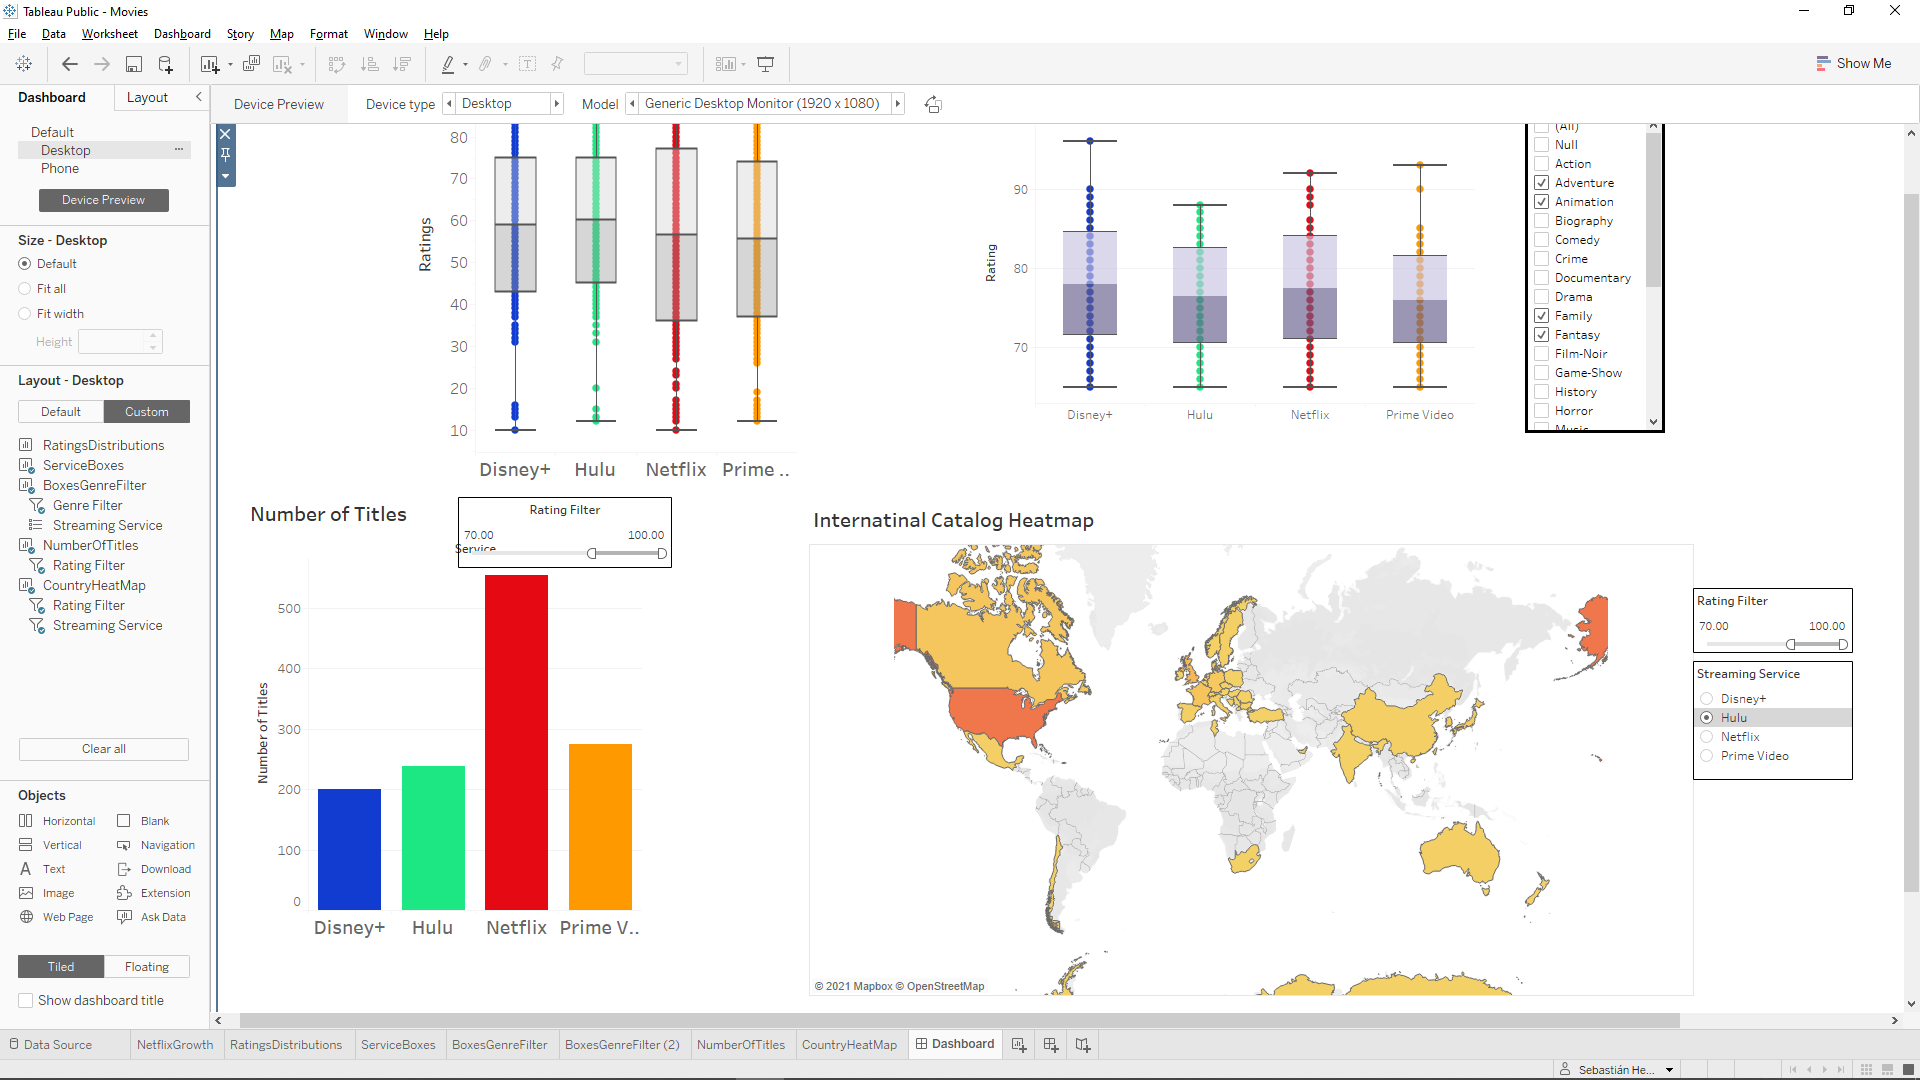 Tableau Public - Movies
File Data Worksheet Dashboard Story Map Format Window Help
Show Me
Dashboard Layout
Device Preview Device type Desktop Model Generic Desktop Monitor (1920 x 1080)
Default
Desktop
Phone
Device Preview
Size - Desktop
Default
Fit all
Fit width
Height
Layout - Desktop
Default Custom
RatingsDistributions
ServiceBoxes
BoxesGenreFilter
Genre Filter
Streaming Service
NumberOfTitles
Rating Filter
CountryHeatMap
Rating Filter
Streaming Service
Clear all
Objects
Horizontal Blank
Vertical Navigation
Text Download
Image Extension
Web Page Ask Data
Tiled Floating
Show dashboard title
Ratings
80
70
60
50
40
30
20
10
Disney+ Hulu Netflix Prime ..
Rating
90
80
70
Disney+ Hulu Netflix Prime Video
(All)
Null
Action
Adventure
Animation
Biography
Comedy
Crime
Documentary
Drama
Family
Fantasy
Film-Noir
Game-Show
History
Horror
Music
Number of Titles
Rating Filter
70.00 100.00
Service
Number of Titles
500
400
300
200
100
0
Disney+ Hulu Netflix Prime V..
Internatinal Catalog Heatmap
© 2021 Mapbox © OpenStreetMap
Rating Filter
70.00 100.00
Streaming Service
Disney+
Hulu
Netflix
Prime Video
Data Source NetflixGrowth RatingsDistributions ServiceBoxes BoxesGenreFilter BoxesGenreFilter (2) NumberOfTitles CountryHeatMap Dashboard
Sebastián He...